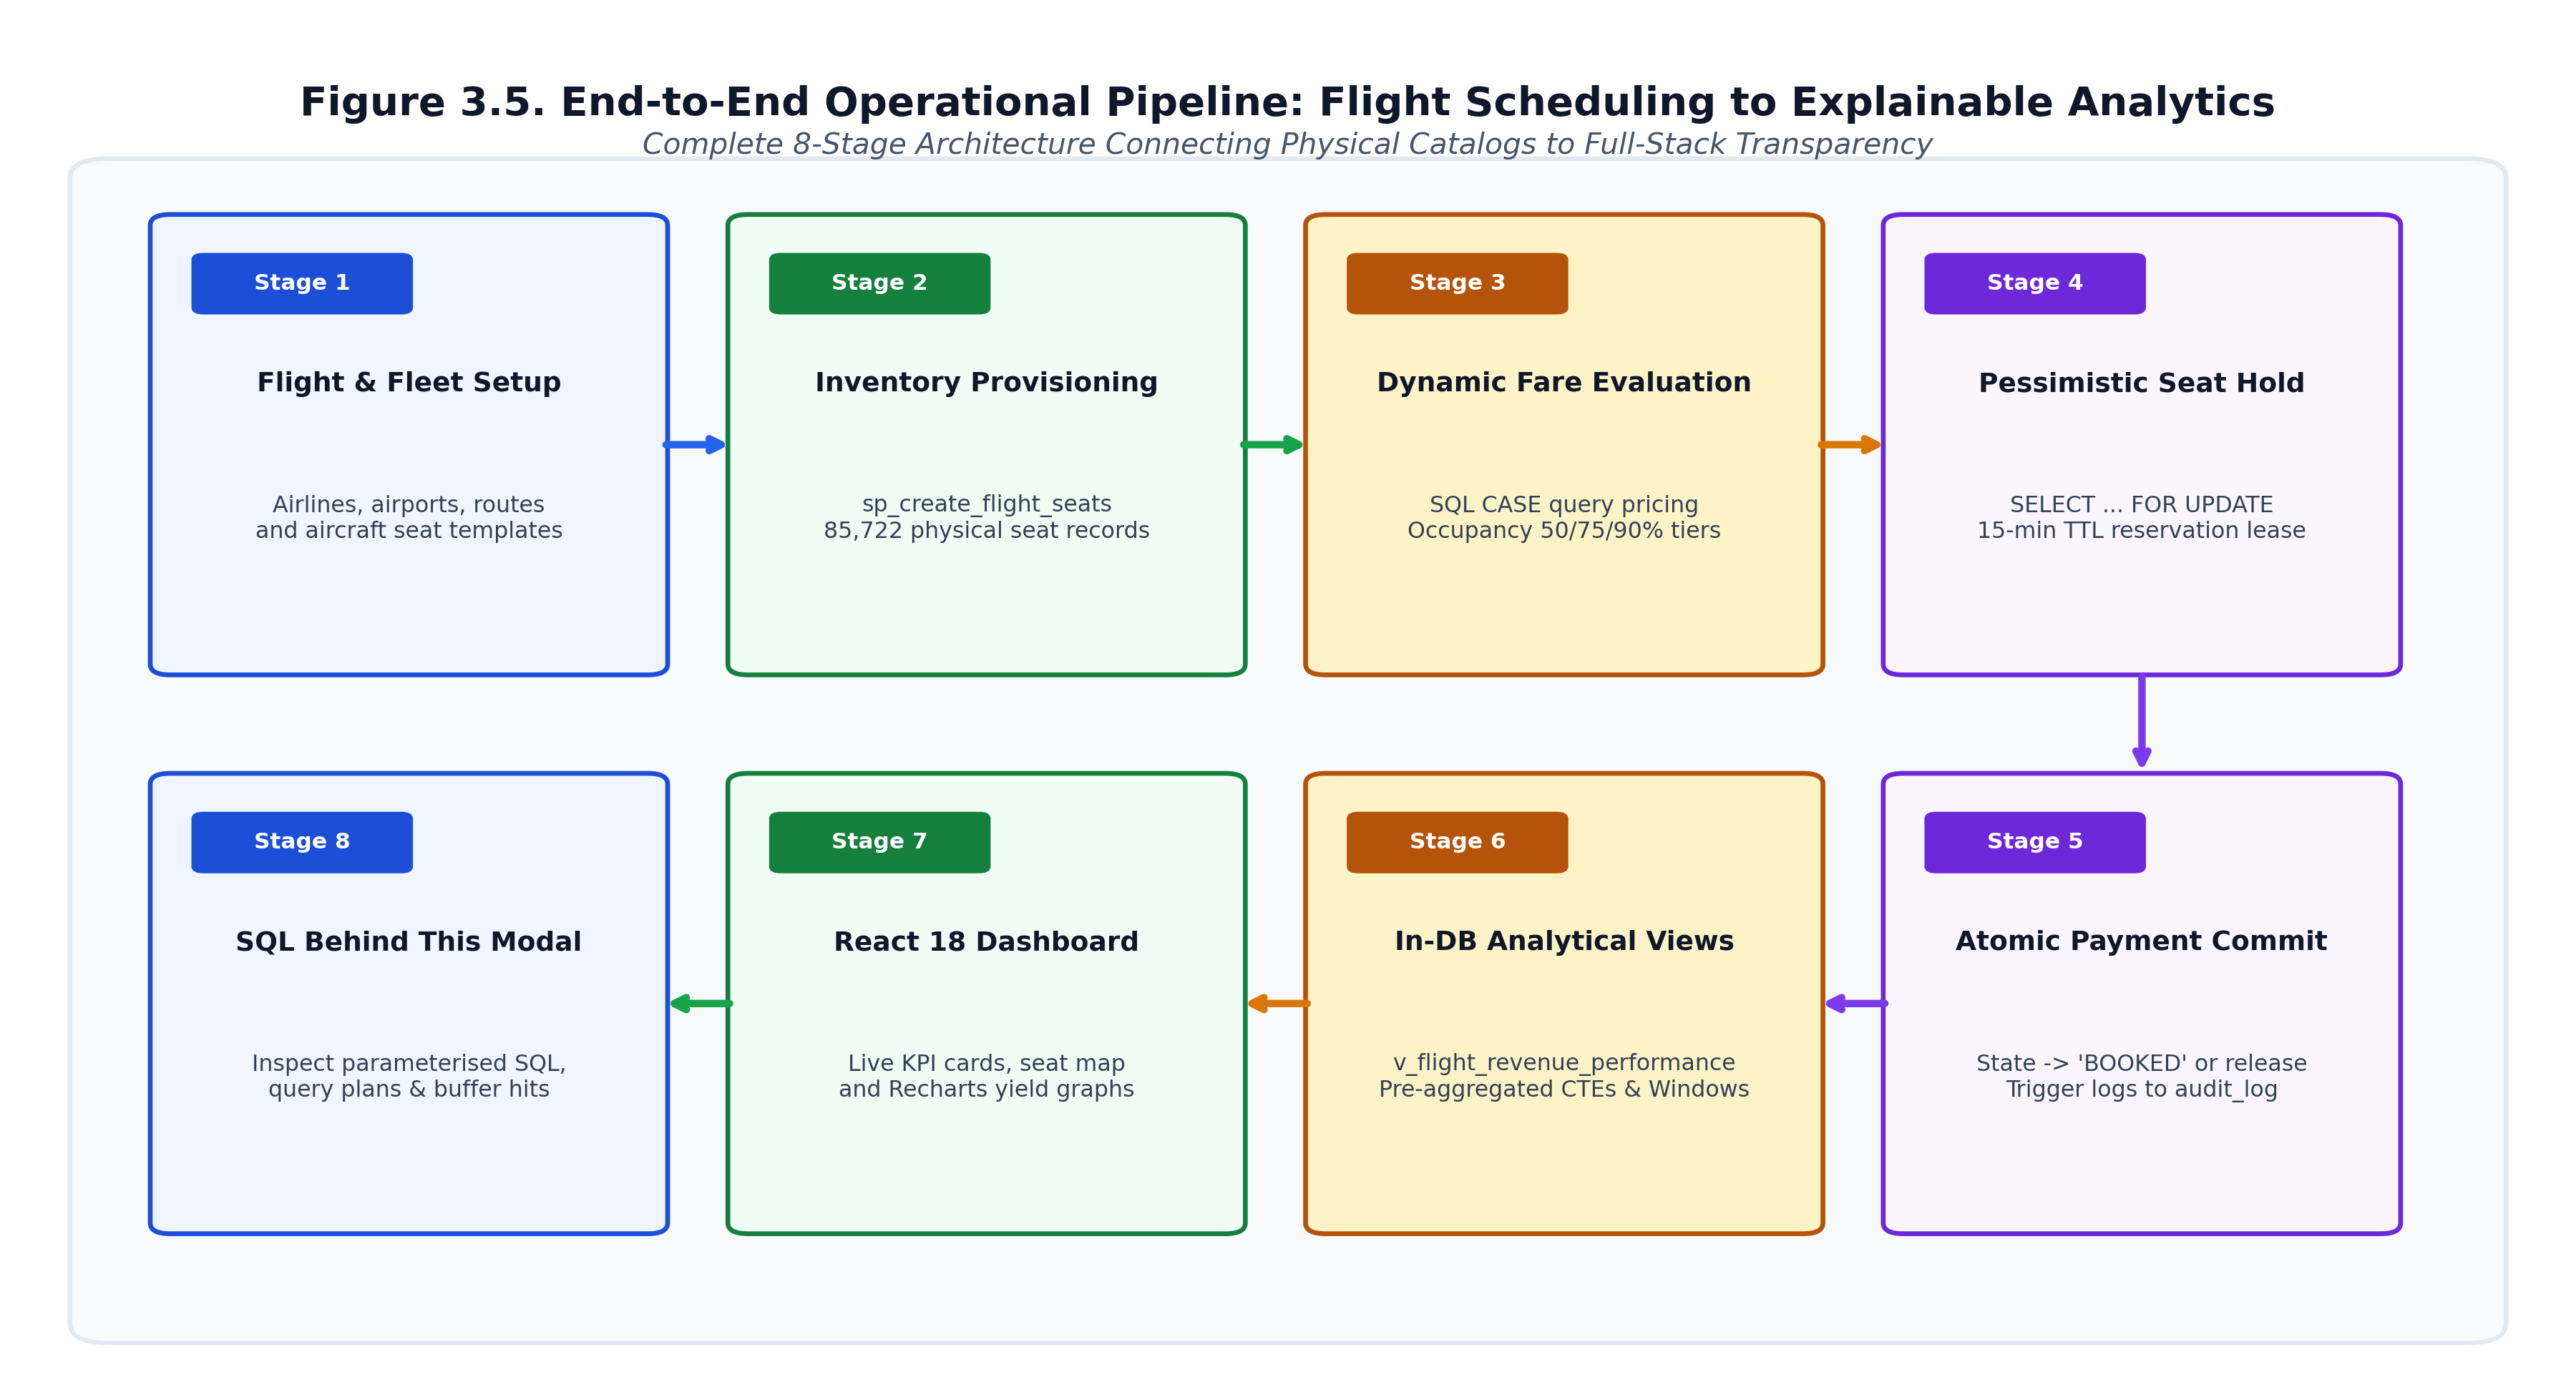 Figure 3.5. End-to-End Operational Pipeline: Flight Scheduling to Explainable Analytics
Complete 8-Stage Architecture Connecting Physical Catalogs to Full-Stack Transparency
Stage 1
Flight & Fleet Setup
Airlines, airports, routes
and aircraft seat templates
Stage 2
Inventory Provisioning
sp_create_flight_seats
85,722 physical seat records
Stage 3
Dynamic Fare Evaluation
SQL CASE query pricing
Occupancy 50/75/90% tiers
Stage 4
Pessimistic Seat Hold
SELECT ... FOR UPDATE
15-min TTL reservation lease
Stage 5
Atomic Payment Commit
State -> 'BOOKED' or release
Trigger logs to audit_log
Stage 6
In-DB Analytical Views
v_flight_revenue_performance
Pre-aggregated CTEs & Windows
Stage 7
React 18 Dashboard
Live KPI cards, seat map
and Recharts yield graphs
Stage 8
SQL Behind This Modal
Inspect parameterised SQL,
query plans & buffer hits